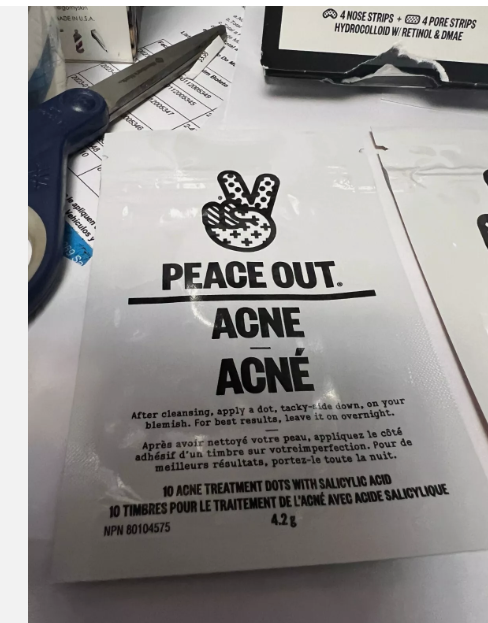 MADE IN U.S.A.
4 NOSE STRIPS + 4 PORE STRIPS
HYDROCOLLOID W/ RETINOL & DMAE
PEACE OUT.
ACNE
ACNÉ
After cleansing, apply a dot, tacky-side down, on your
blemish. For best results, leave it on overnight.
Après avoir nettoyé votre peau, appliquez le côté
adhésif d'un timbre sur votreimperfection. Pour de
meilleurs résultats, portez-le toute la nuit.
10 ACNE TREATMENT DOTS WITH SALICYLIC ACID
10 TIMBRES POUR LE TRAITEMENT DE L'ACNÉ AVEC ACIDE SALICYLIQUE
NPN 80104575
4.2 g